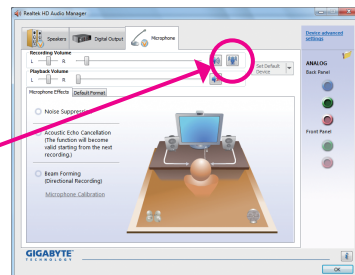 Realtek HD Audio Manager
Speakers
Digital Output
Microphone
Device advanced
settings
Recording Volume
L
R
Set Default
Device
ANALOG
Back Panel
Playback Volume
L
R
Microphone Effects
Default Format
Noise Suppression
Acoustic Echo Cancellation
(The function will become
valid starting from the next
recording.)
Front Panel
Beam Forming
(Directional Recording)
Microphone Calibration
GIGABYTE
TECHNOLOGY
OK